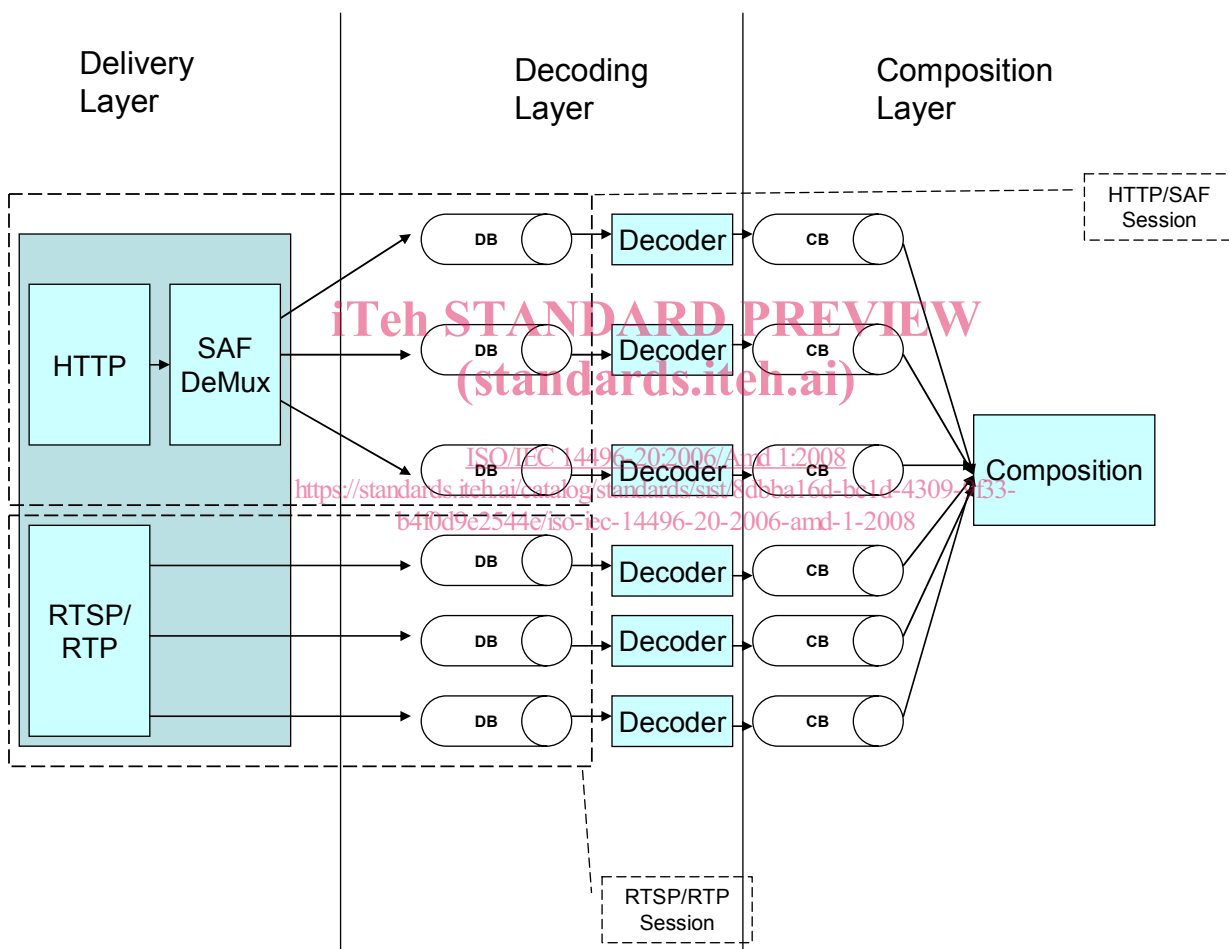 Delivery
Layer
Decoding
Layer
Composition
Layer
HTTP/SAF
Session
DB
Decoder
CB
iTeh STANDARD PREVIEW
HTTP
SAF
DeMux
DB
Decoder
CB
(standards.iteh.ai)
DB
Decoder
CB
Composition
ISO/IEC 14496-20:2006/Amd 1:2008
https://standards.iteh.ai/catalog/standards/sist/8dbba16d-bc1d-4309-9f33-
b4f0d9e2544e/iso-iec-14496-20-2006-amd-1-2008
DB
Decoder
CB
RTSP/
RTP
DB
Decoder
CB
DB
Decoder
CB
RTSP/RTP
Session